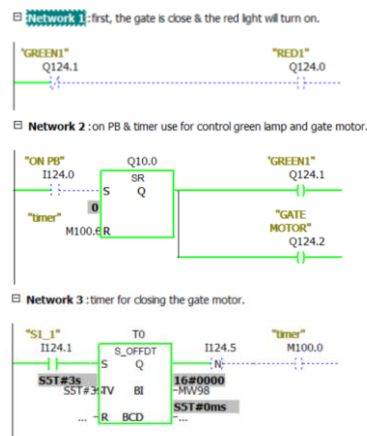 Network 1 : first, the gate is close & the red light will turn on.
"GREEN1" "RED1"
Q124.1 Q124.0
Network 2 : on PB & timer use for control green lamp and gate motor.
"ON PB" Q10.0 "GREEN1"
I124.0 SR Q124.1
S Q
0
"timer" "GATE MOTOR"
M100.6 R Q124.2
Network 3 : timer for closing the gate motor.
"S1_1" T0 "timer"
I124.1 S_OFFDT I124.5 M100.0
S Q N
S5T#3s 16#0000
S5T#3 TV BI MW98
S5T#0ms
... R BCD ...